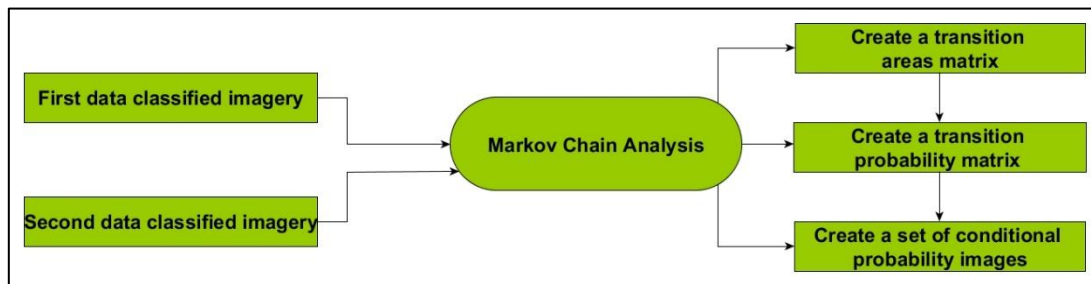 First data classified imagery
Second data classified imagery
Markov Chain Analysis
Create a transition
areas matrix
Create a transition
probability matrix
Create a set of conditional
probability images